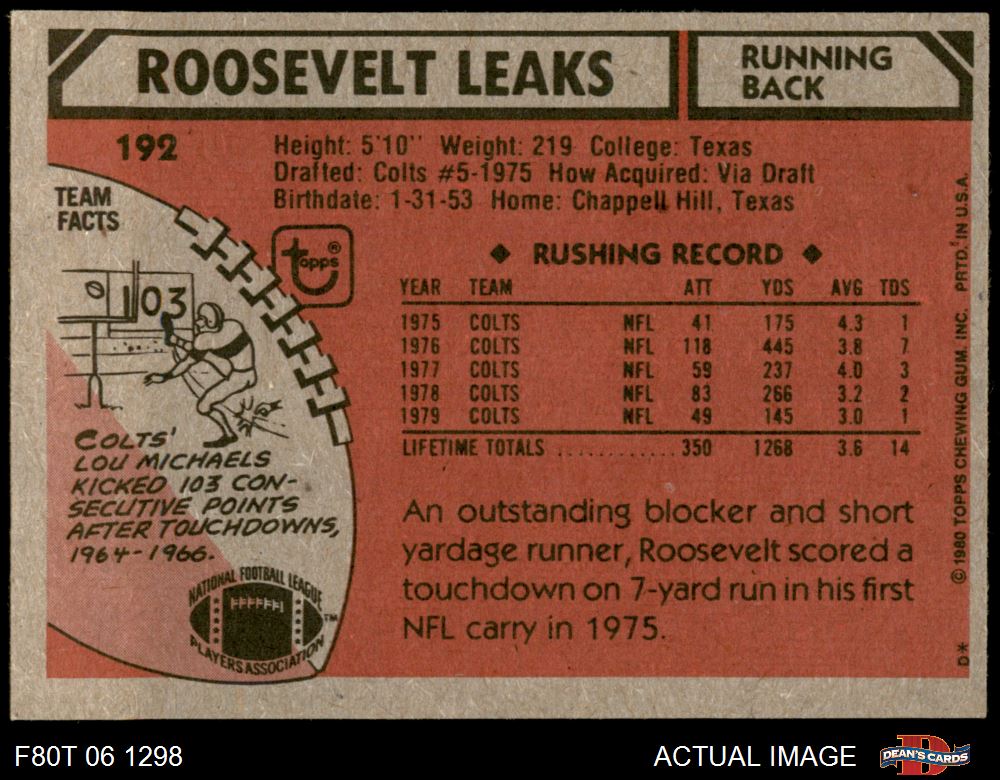 ROOSEVELT LEAKS
RUNNING
BACK
192
Height: 5'10" Weight: 219 College: Texas
Drafted: Colts #5-1975 How Acquired: Via Draft
Birthdate: 1-31-53 Home: Chappell Hill, Texas
TEAM
FACTS
topps®
103
COLTS'
LOU MICHAELS
KICKED 103 CON-
SECUTIVE POINTS
AFTER TOUCHDOWNS,
1964-1966.
NATIONAL FOOTBALL LEAGUE
PLAYERS ASSOCIATION
TM
◆ RUSHING RECORD ◆
YEAR TEAM ATT YDS AVG TDS
1975 COLTS NFL 41 175 4.3 1
1976 COLTS NFL 118 445 3.8 7
1977 COLTS NFL 59 237 4.0 3
1978 COLTS NFL 83 266 3.2 2
1979 COLTS NFL 49 145 3.0 1
LIFETIME TOTALS ............ 350 1268 3.6 14
An outstanding blocker and short
yardage runner, Roosevelt scored a
touchdown on 7-yard run in his first
NFL carry in 1975.
© 1980 TOPPS CHEWING GUM, INC. PRTD. IN U.S.A.
D*
F80T 06 1298
ACTUAL IMAGE
DEAN'S CARDS